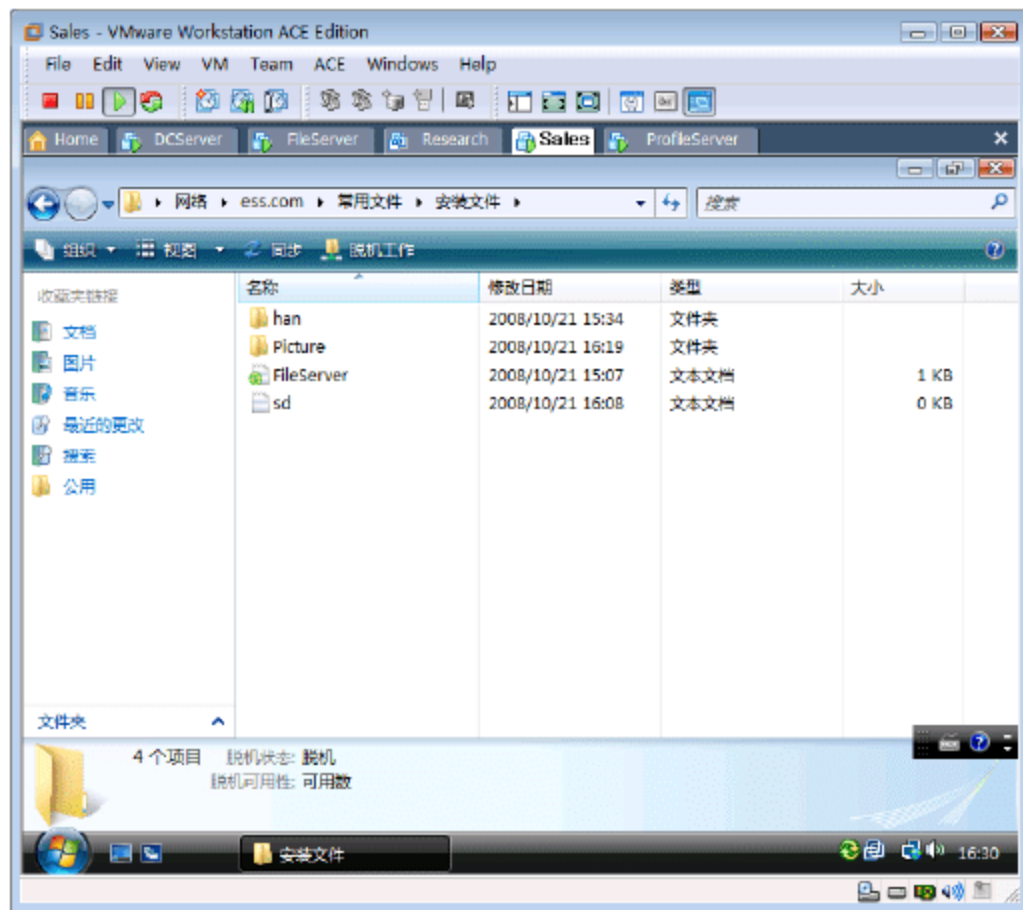 Sales - VMware Workstation ACE Edition
File Edit View VM Team ACE Windows Help
Home DCServer FileServer Research Sales ProfileServer
网络 ess.com 常用文件 安装文件 搜索
组织 视图 同步 脱机工作
收藏夹链接
名称 修改日期 类型 大小
文档
图片
音乐
最近的更改
搜索
公用
han 2008/10/21 15:34 文件夹
Picture 2008/10/21 16:19 文件夹
FileServer 2008/10/21 15:07 文本文档 1 KB
sd 2008/10/21 16:08 文本文档 0 KB
文件夹
4 个项目 脱机状态: 脱机
脱机可用性: 可用数
安装文件 16:30